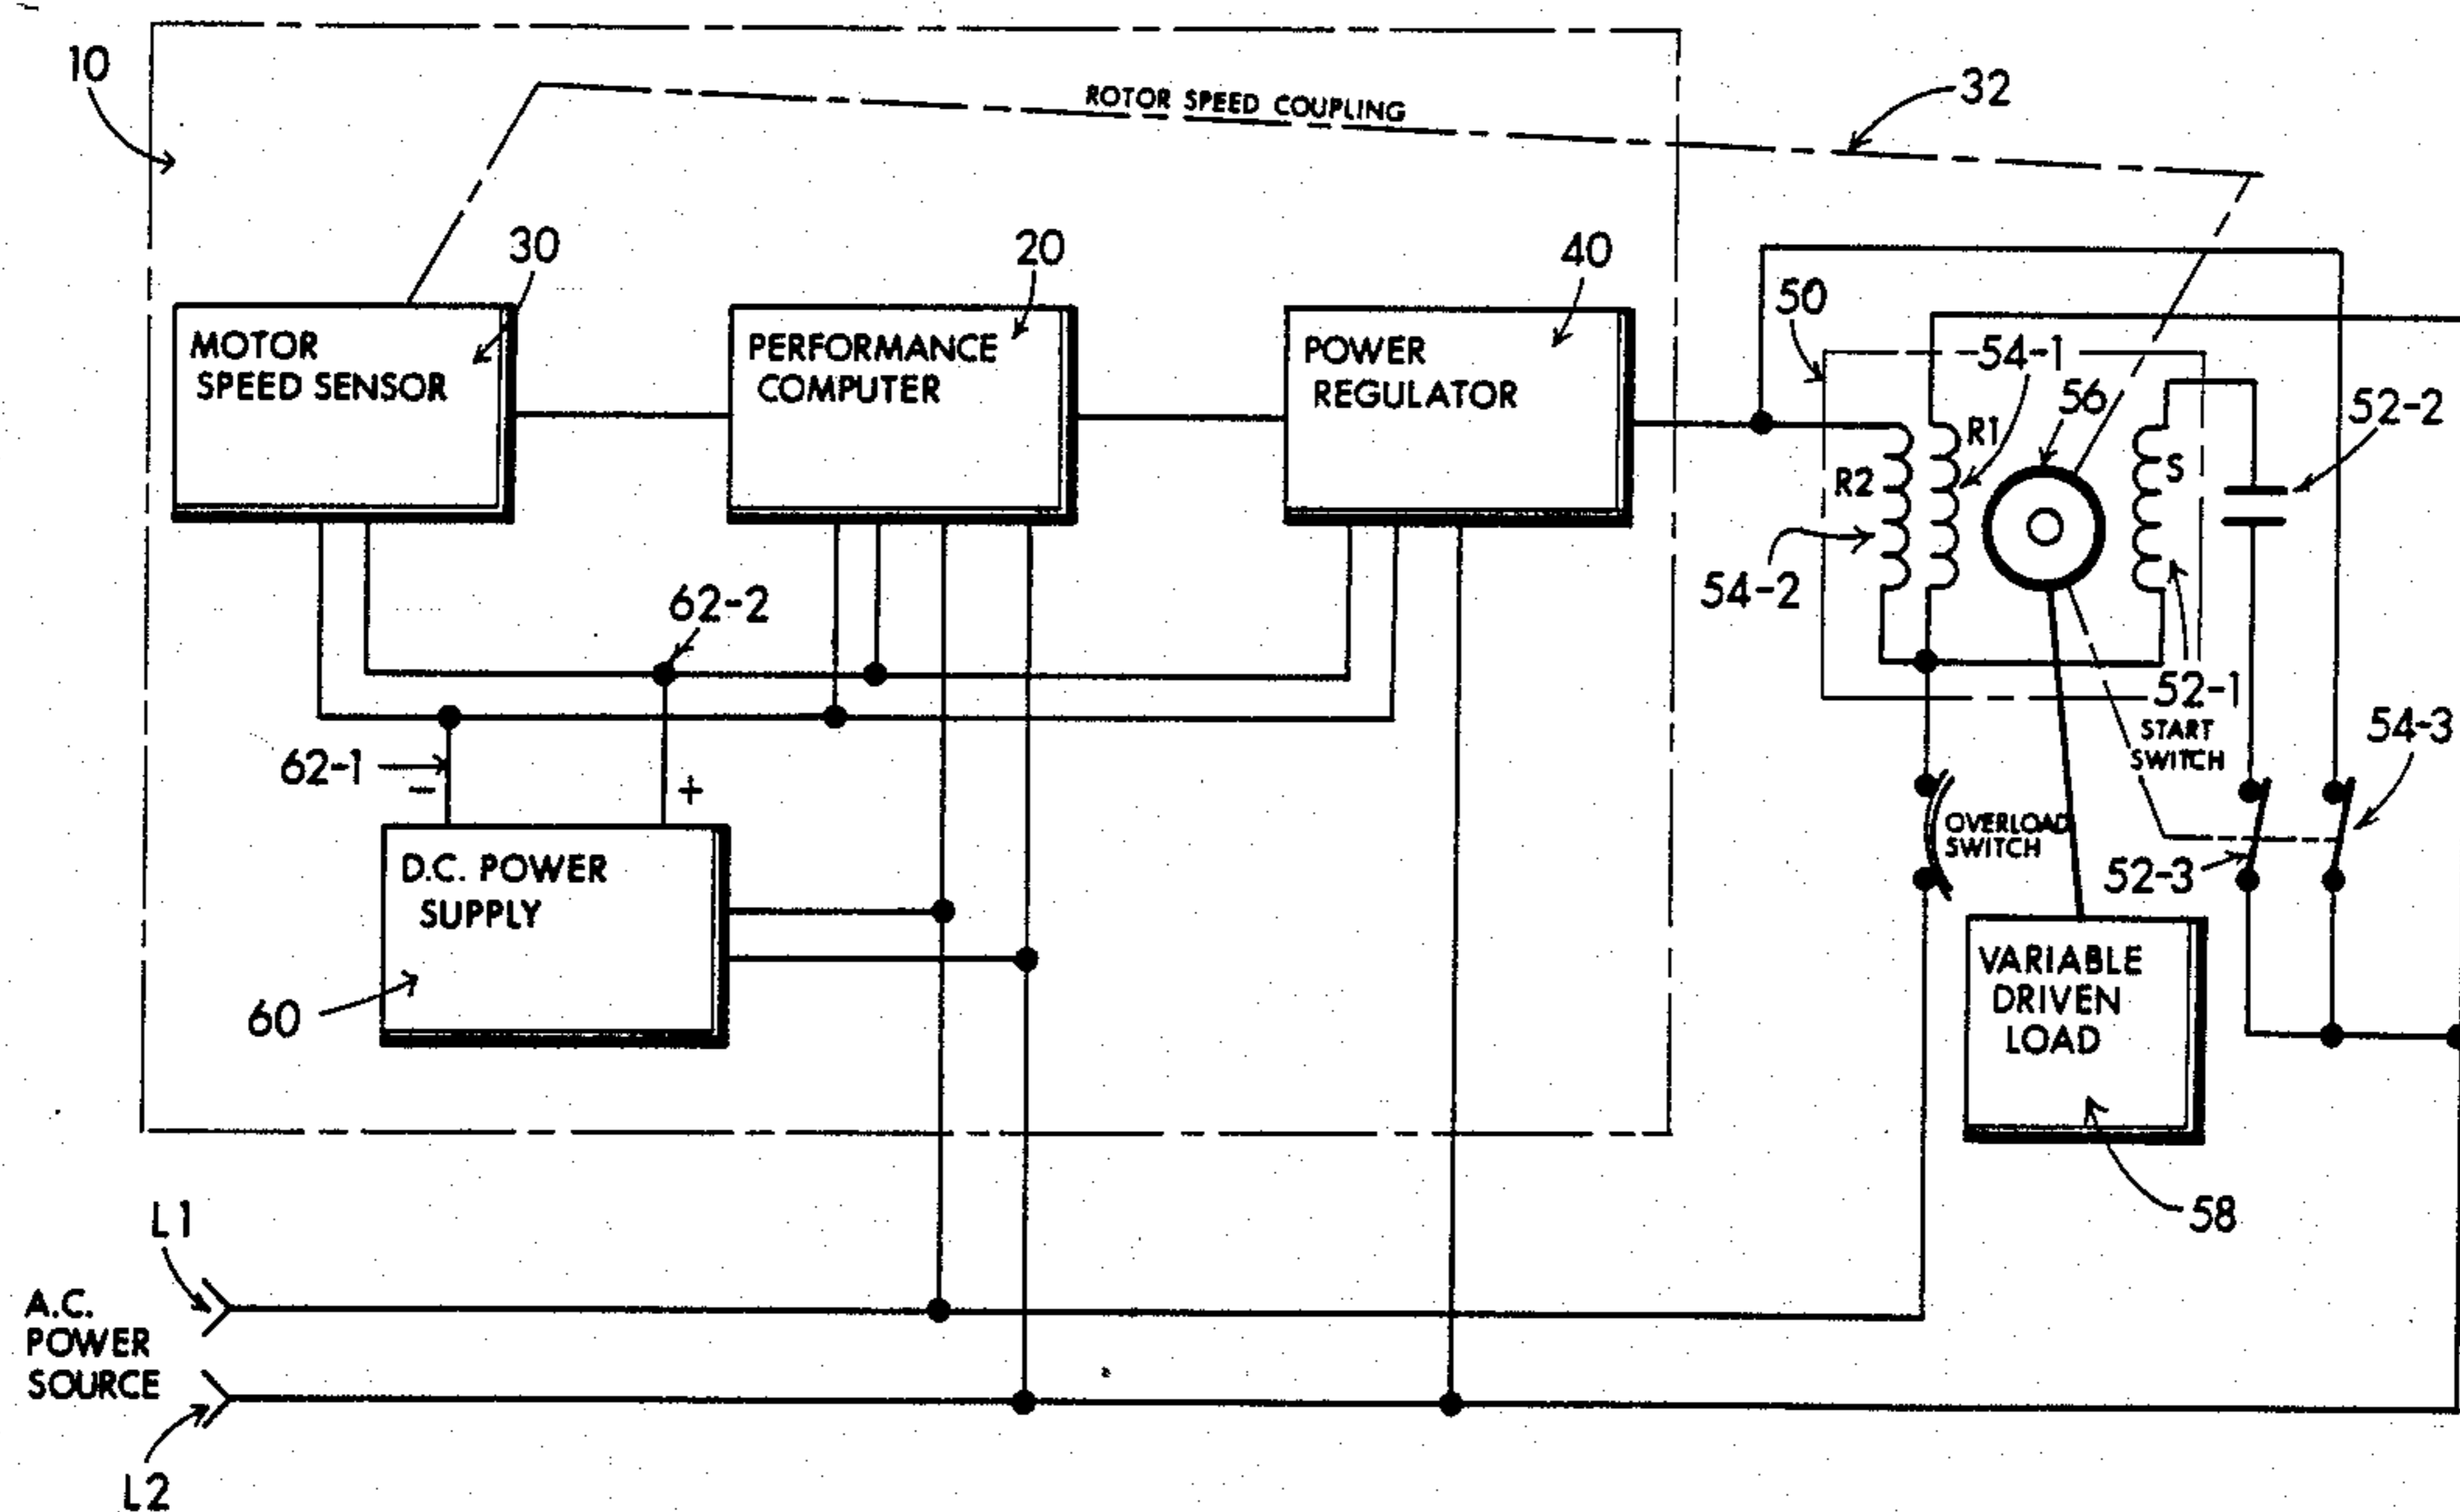 10
ROTOR SPEED COUPLING
32
30
20
40
50
MOTOR
SPEED SENSOR
PERFORMANCE
COMPUTER
POWER
REGULATOR
54-1
56
52-2
R1
R2
S
54-2
62-2
52-1
START
SWITCH
54-3
62-1
−
+
OVERLOAD
SWITCH
52-3
D.C. POWER
SUPPLY
60
VARIABLE
DRIVEN
LOAD
58
L1
A.C.
POWER
SOURCE
L2